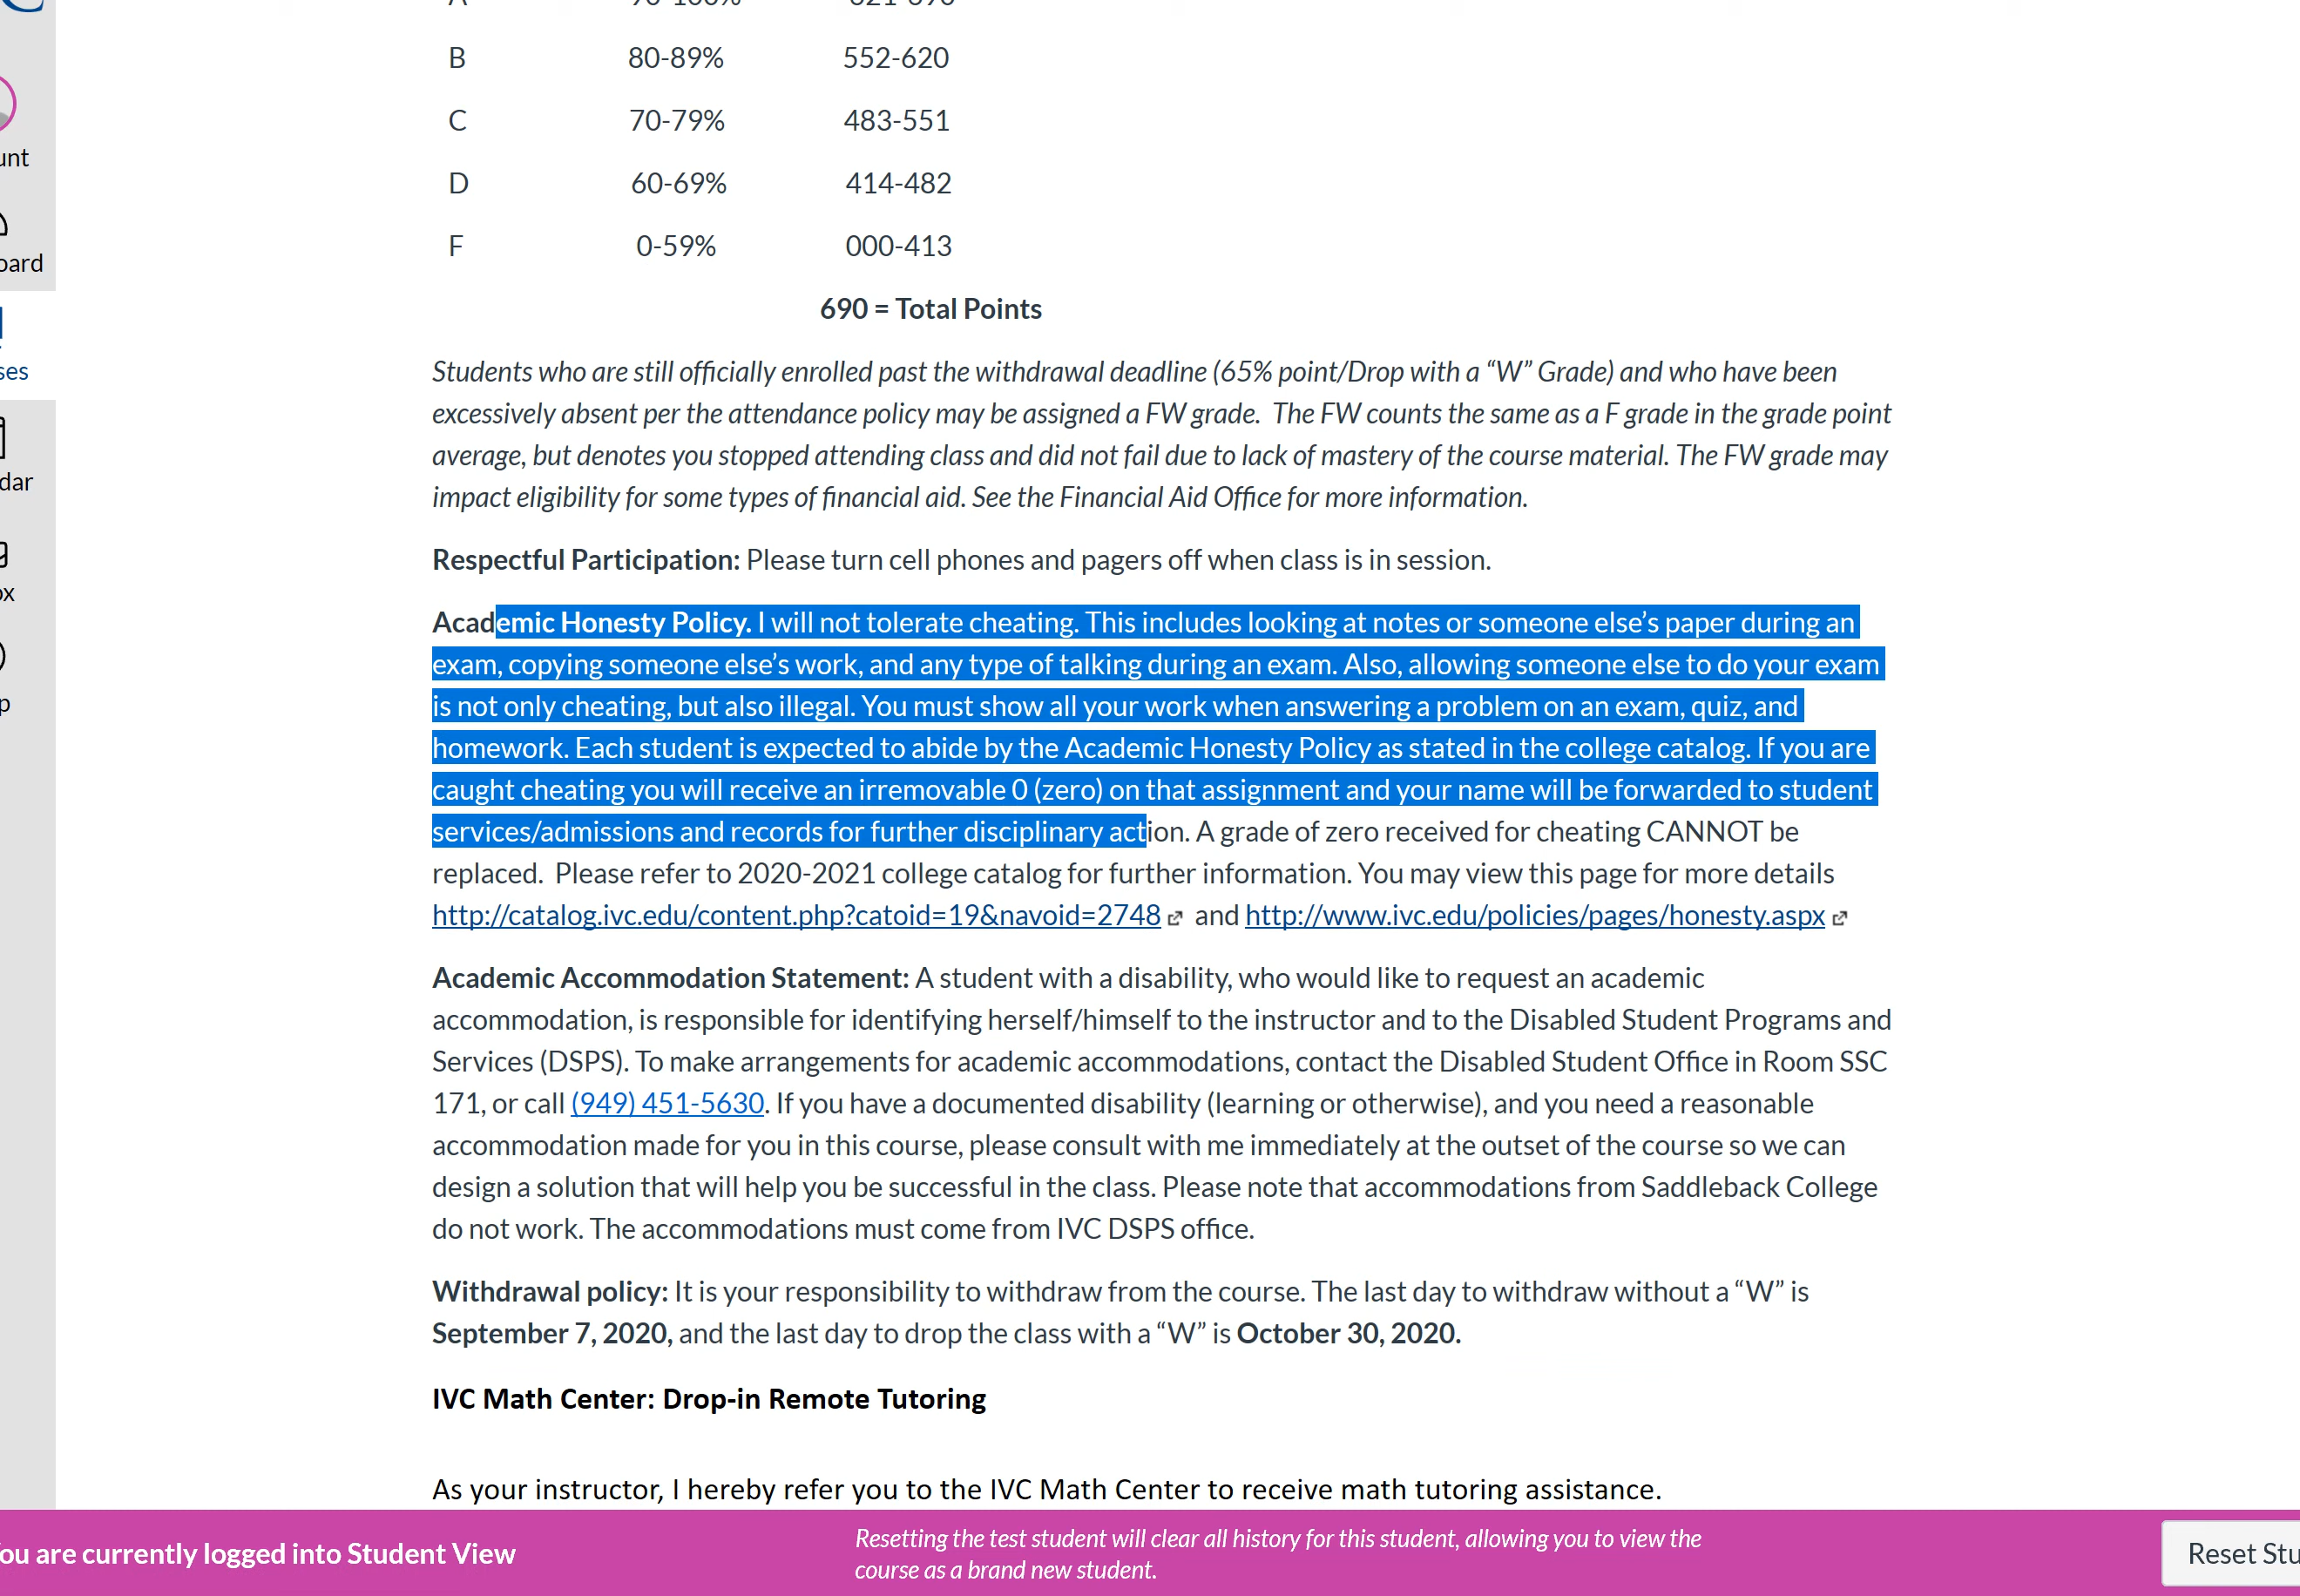 B 80-89% 552-620
C 70-79% 483-551
D 60-69% 414-482
F 0-59% 000-413
690 = Total Points
Students who are still officially enrolled past the withdrawal deadline (65% point/Drop with a “W” Grade) and who have been
excessively absent per the attendance policy may be assigned a FW grade.  The FW counts the same as a F grade in the grade point
average, but denotes you stopped attending class and did not fail due to lack of mastery of the course material. The FW grade may
impact eligibility for some types of financial aid. See the Financial Aid Office for more information.
Respectful Participation: Please turn cell phones and pagers off when class is in session.
Academic Honesty Policy. I will not tolerate cheating. This includes looking at notes or someone else’s paper during an
exam, copying someone else’s work, and any type of talking during an exam. Also, allowing someone else to do your exam
is not only cheating, but also illegal. You must show all your work when answering a problem on an exam, quiz, and
homework. Each student is expected to abide by the Academic Honesty Policy as stated in the college catalog. If you are
caught cheating you will receive an irremovable 0 (zero) on that assignment and your name will be forwarded to student
services/admissions and records for further disciplinary action. A grade of zero received for cheating CANNOT be
replaced.  Please refer to 2020-2021 college catalog for further information. You may view this page for more details
http://catalog.ivc.edu/content.php?catoid=19&navoid=2748 and http://www.ivc.edu/policies/pages/honesty.aspx
Academic Accommodation Statement: A student with a disability, who would like to request an academic
accommodation, is responsible for identifying herself/himself to the instructor and to the Disabled Student Programs and
Services (DSPS). To make arrangements for academic accommodations, contact the Disabled Student Office in Room SSC
171, or call (949) 451-5630. If you have a documented disability (learning or otherwise), and you need a reasonable
accommodation made for you in this course, please consult with me immediately at the outset of the course so we can
design a solution that will help you be successful in the class. Please note that accommodations from Saddleback College
do not work. The accommodations must come from IVC DSPS office.
Withdrawal policy: It is your responsibility to withdraw from the course. The last day to withdraw without a “W” is
September 7, 2020, and the last day to drop the class with a “W” is October 30, 2020.
IVC Math Center: Drop-in Remote Tutoring
As your instructor, I hereby refer you to the IVC Math Center to receive math tutoring assistance.
ou are currently logged into Student View
Resetting the test student will clear all history for this student, allowing you to view the
course as a brand new student.
Reset Stu
unt
oard
ses
dar
ox
p